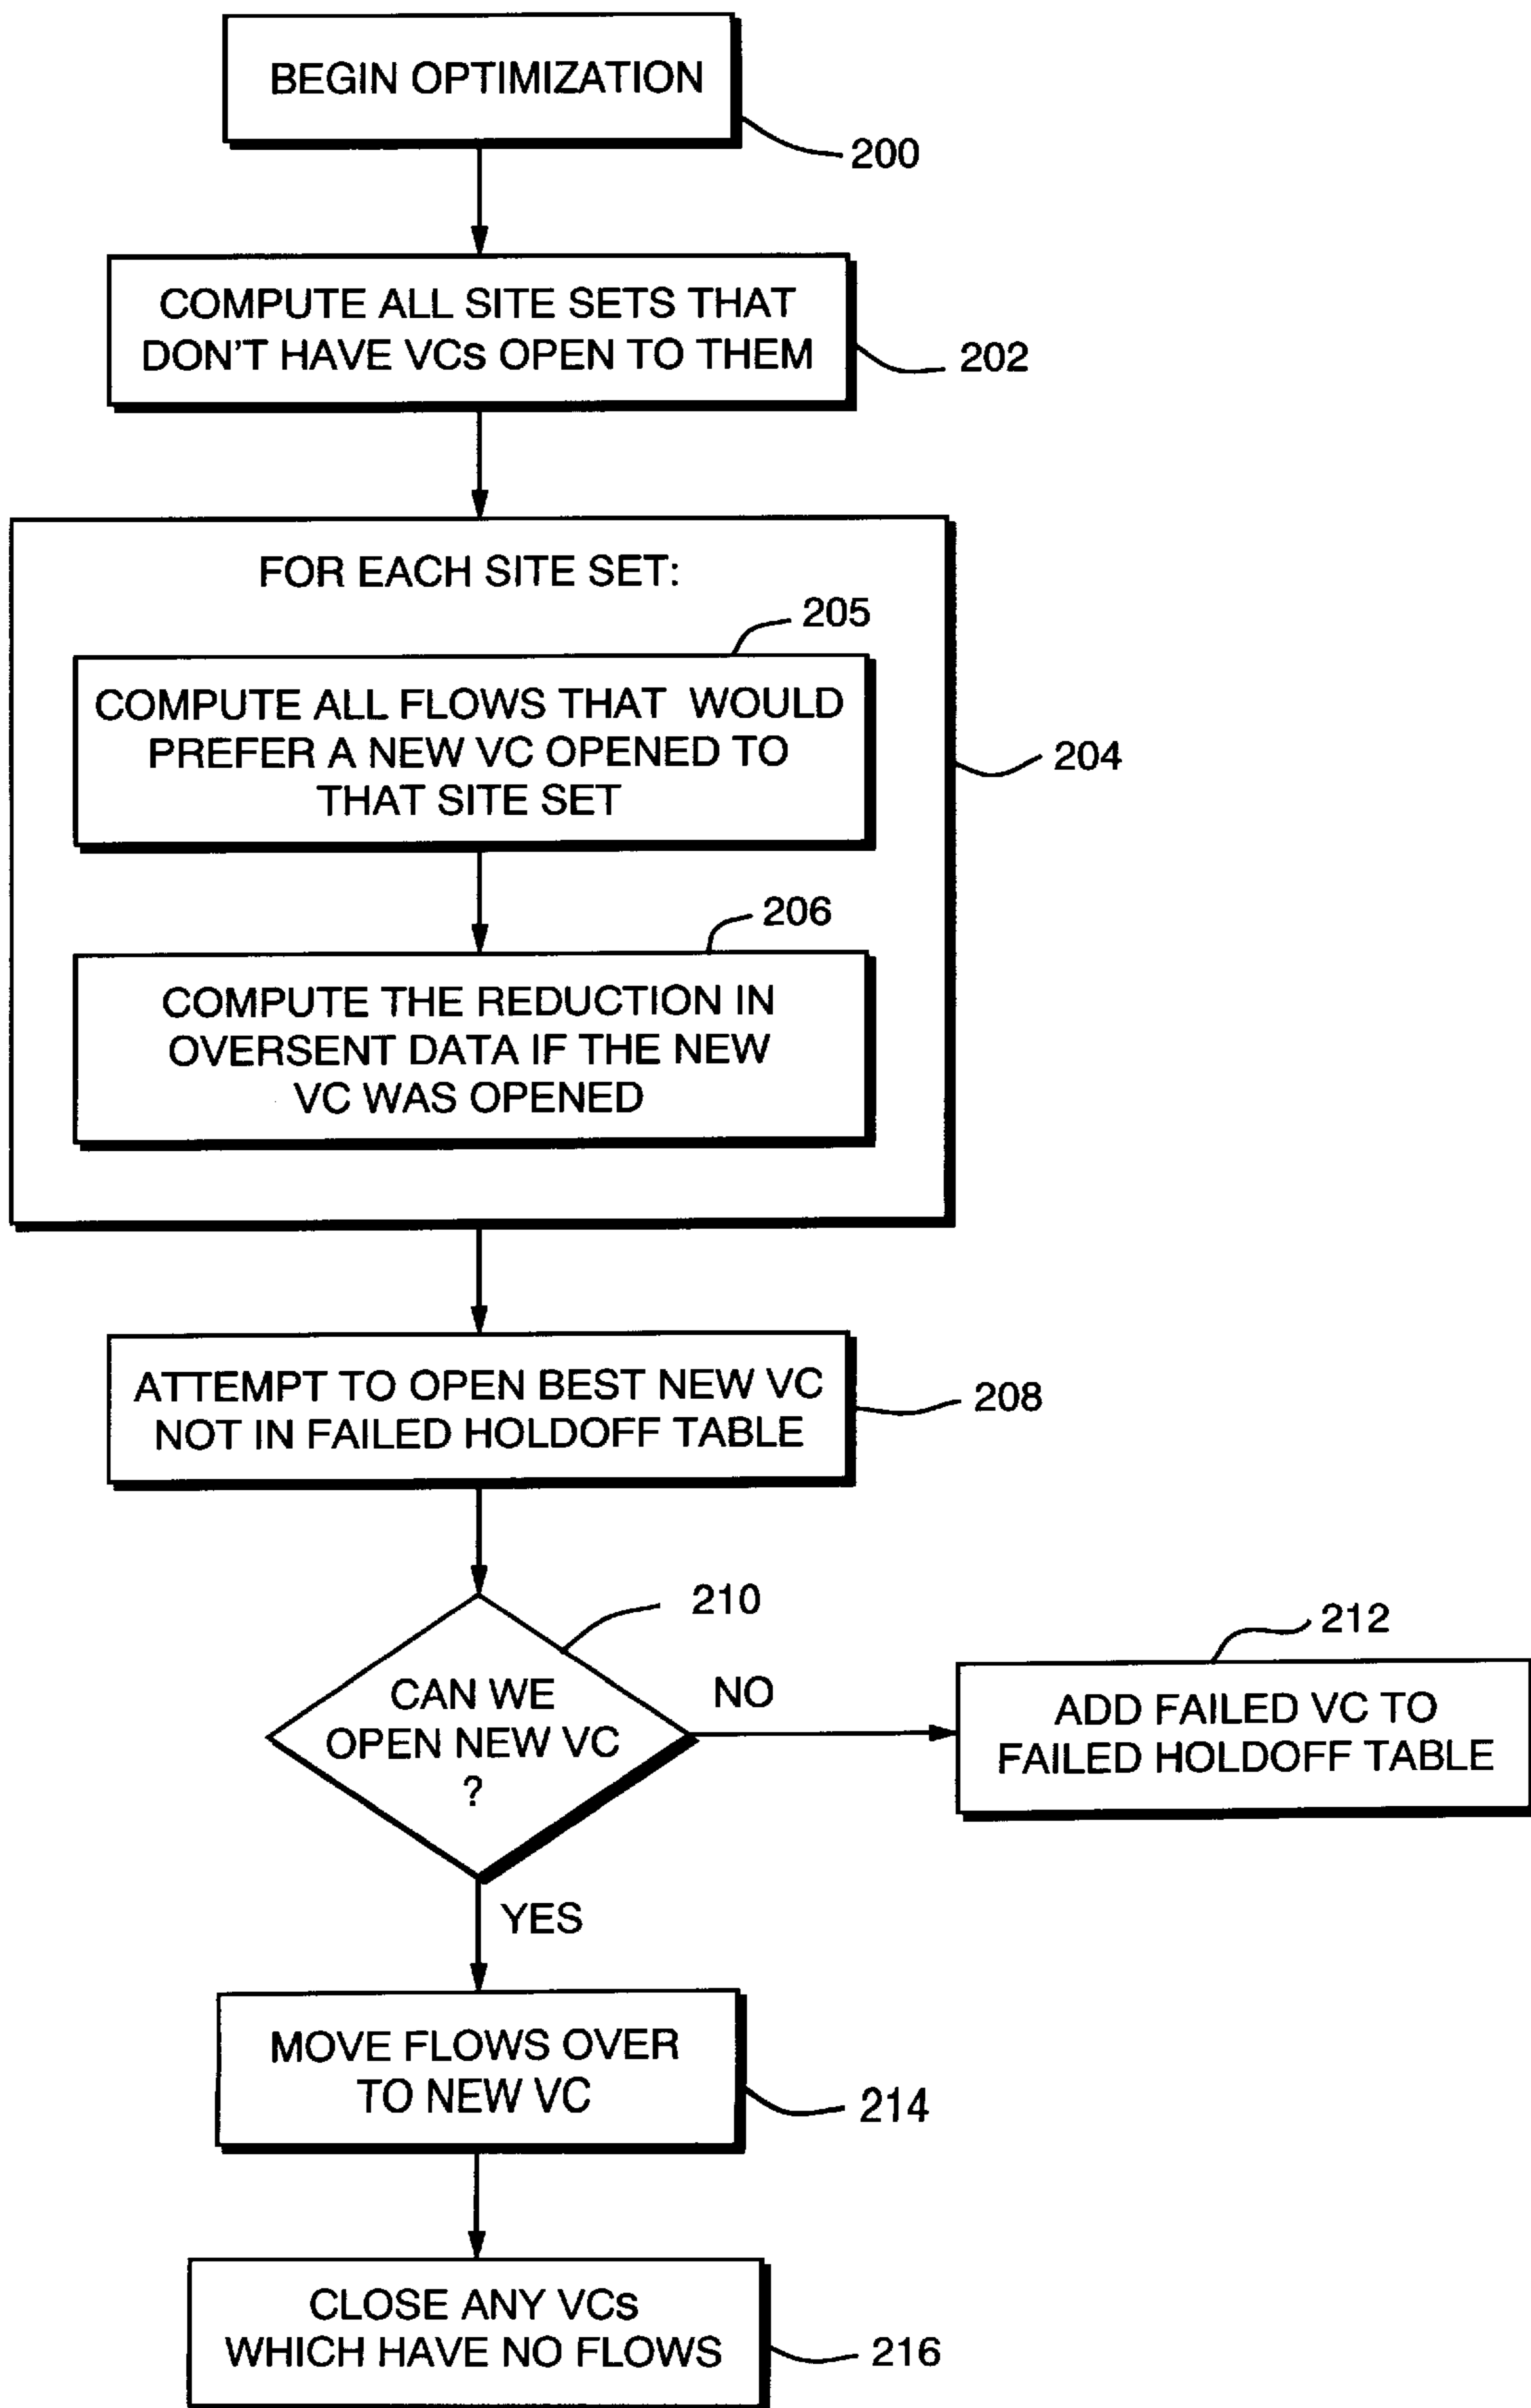 BEGIN OPTIMIZATION
200
COMPUTE ALL SITE SETS THAT
DON'T HAVE VCs OPEN TO THEM
202
FOR EACH SITE SET:
205
COMPUTE ALL FLOWS THAT WOULD
PREFER A NEW VC OPENED TO
THAT SITE SET
204
206
COMPUTE THE REDUCTION IN
OVERSENT DATA IF THE NEW
VC WAS OPENED
ATTEMPT TO OPEN BEST NEW VC
NOT IN FAILED HOLDOFF TABLE
208
210
CAN WE
OPEN NEW VC
?
NO
212
ADD FAILED VC TO
FAILED HOLDOFF TABLE
YES
MOVE FLOWS OVER
TO NEW VC
214
CLOSE ANY VCs
WHICH HAVE NO FLOWS
216